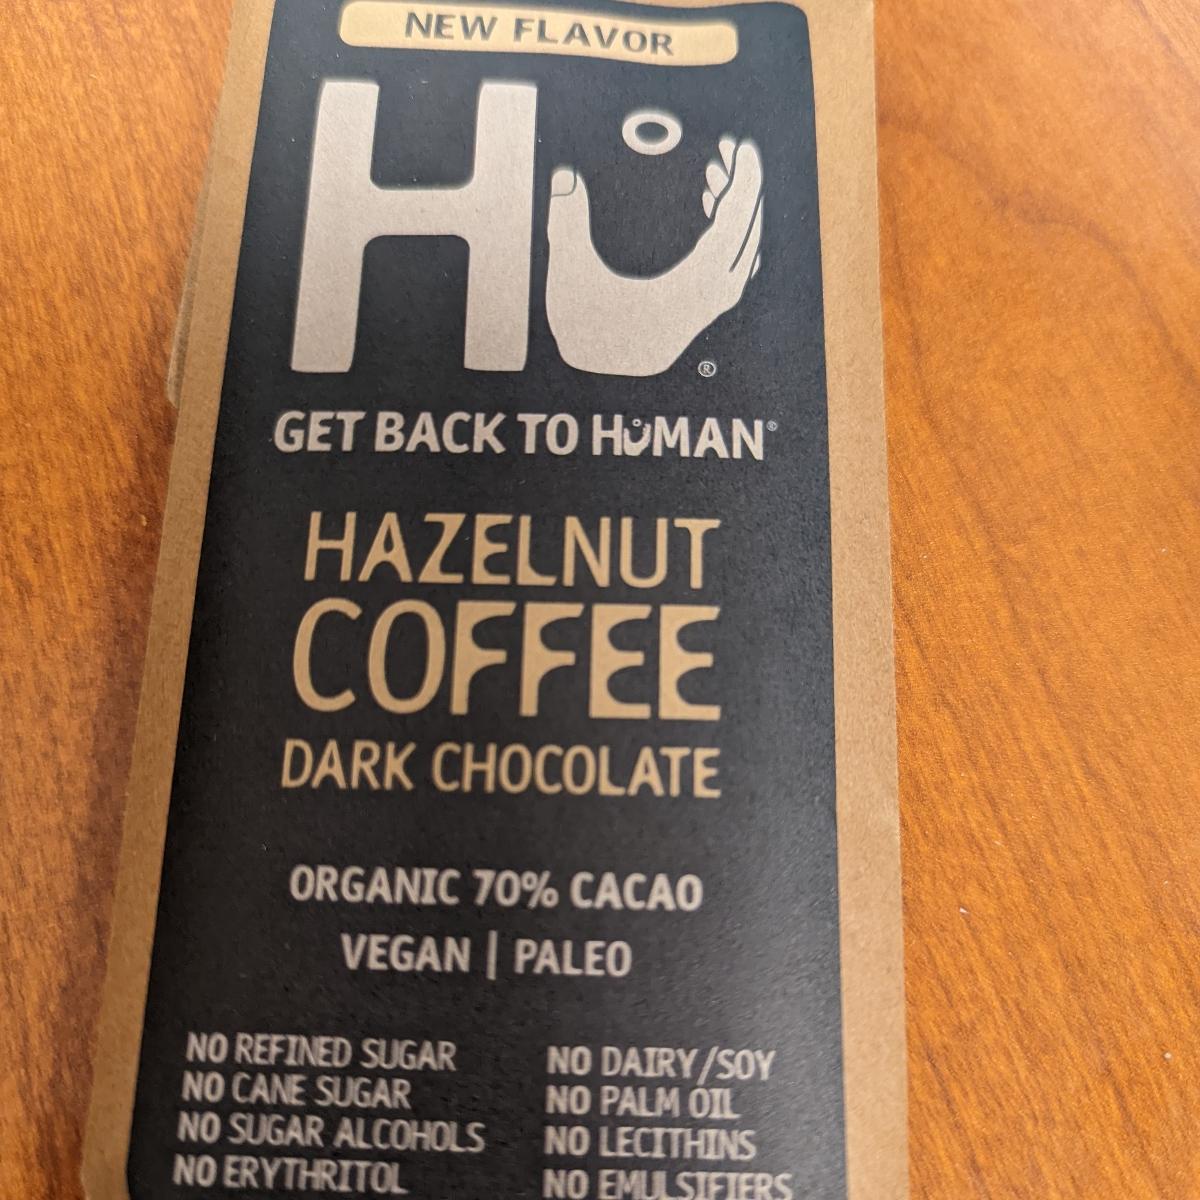 NEW FLAVOR
Hu
®
GET BACK TO HUMAN®
HAZELNUT
COFFEE
DARK CHOCOLATE
ORGANIC 70% CACAO
VEGAN | PALEO
NO REFINED SUGAR
NO CANE SUGAR
NO SUGAR ALCOHOLS
NO ERYTHRITOL
NO DAIRY/SOY
NO PALM OIL
NO LECITHINS
NO EMULSIFIERS